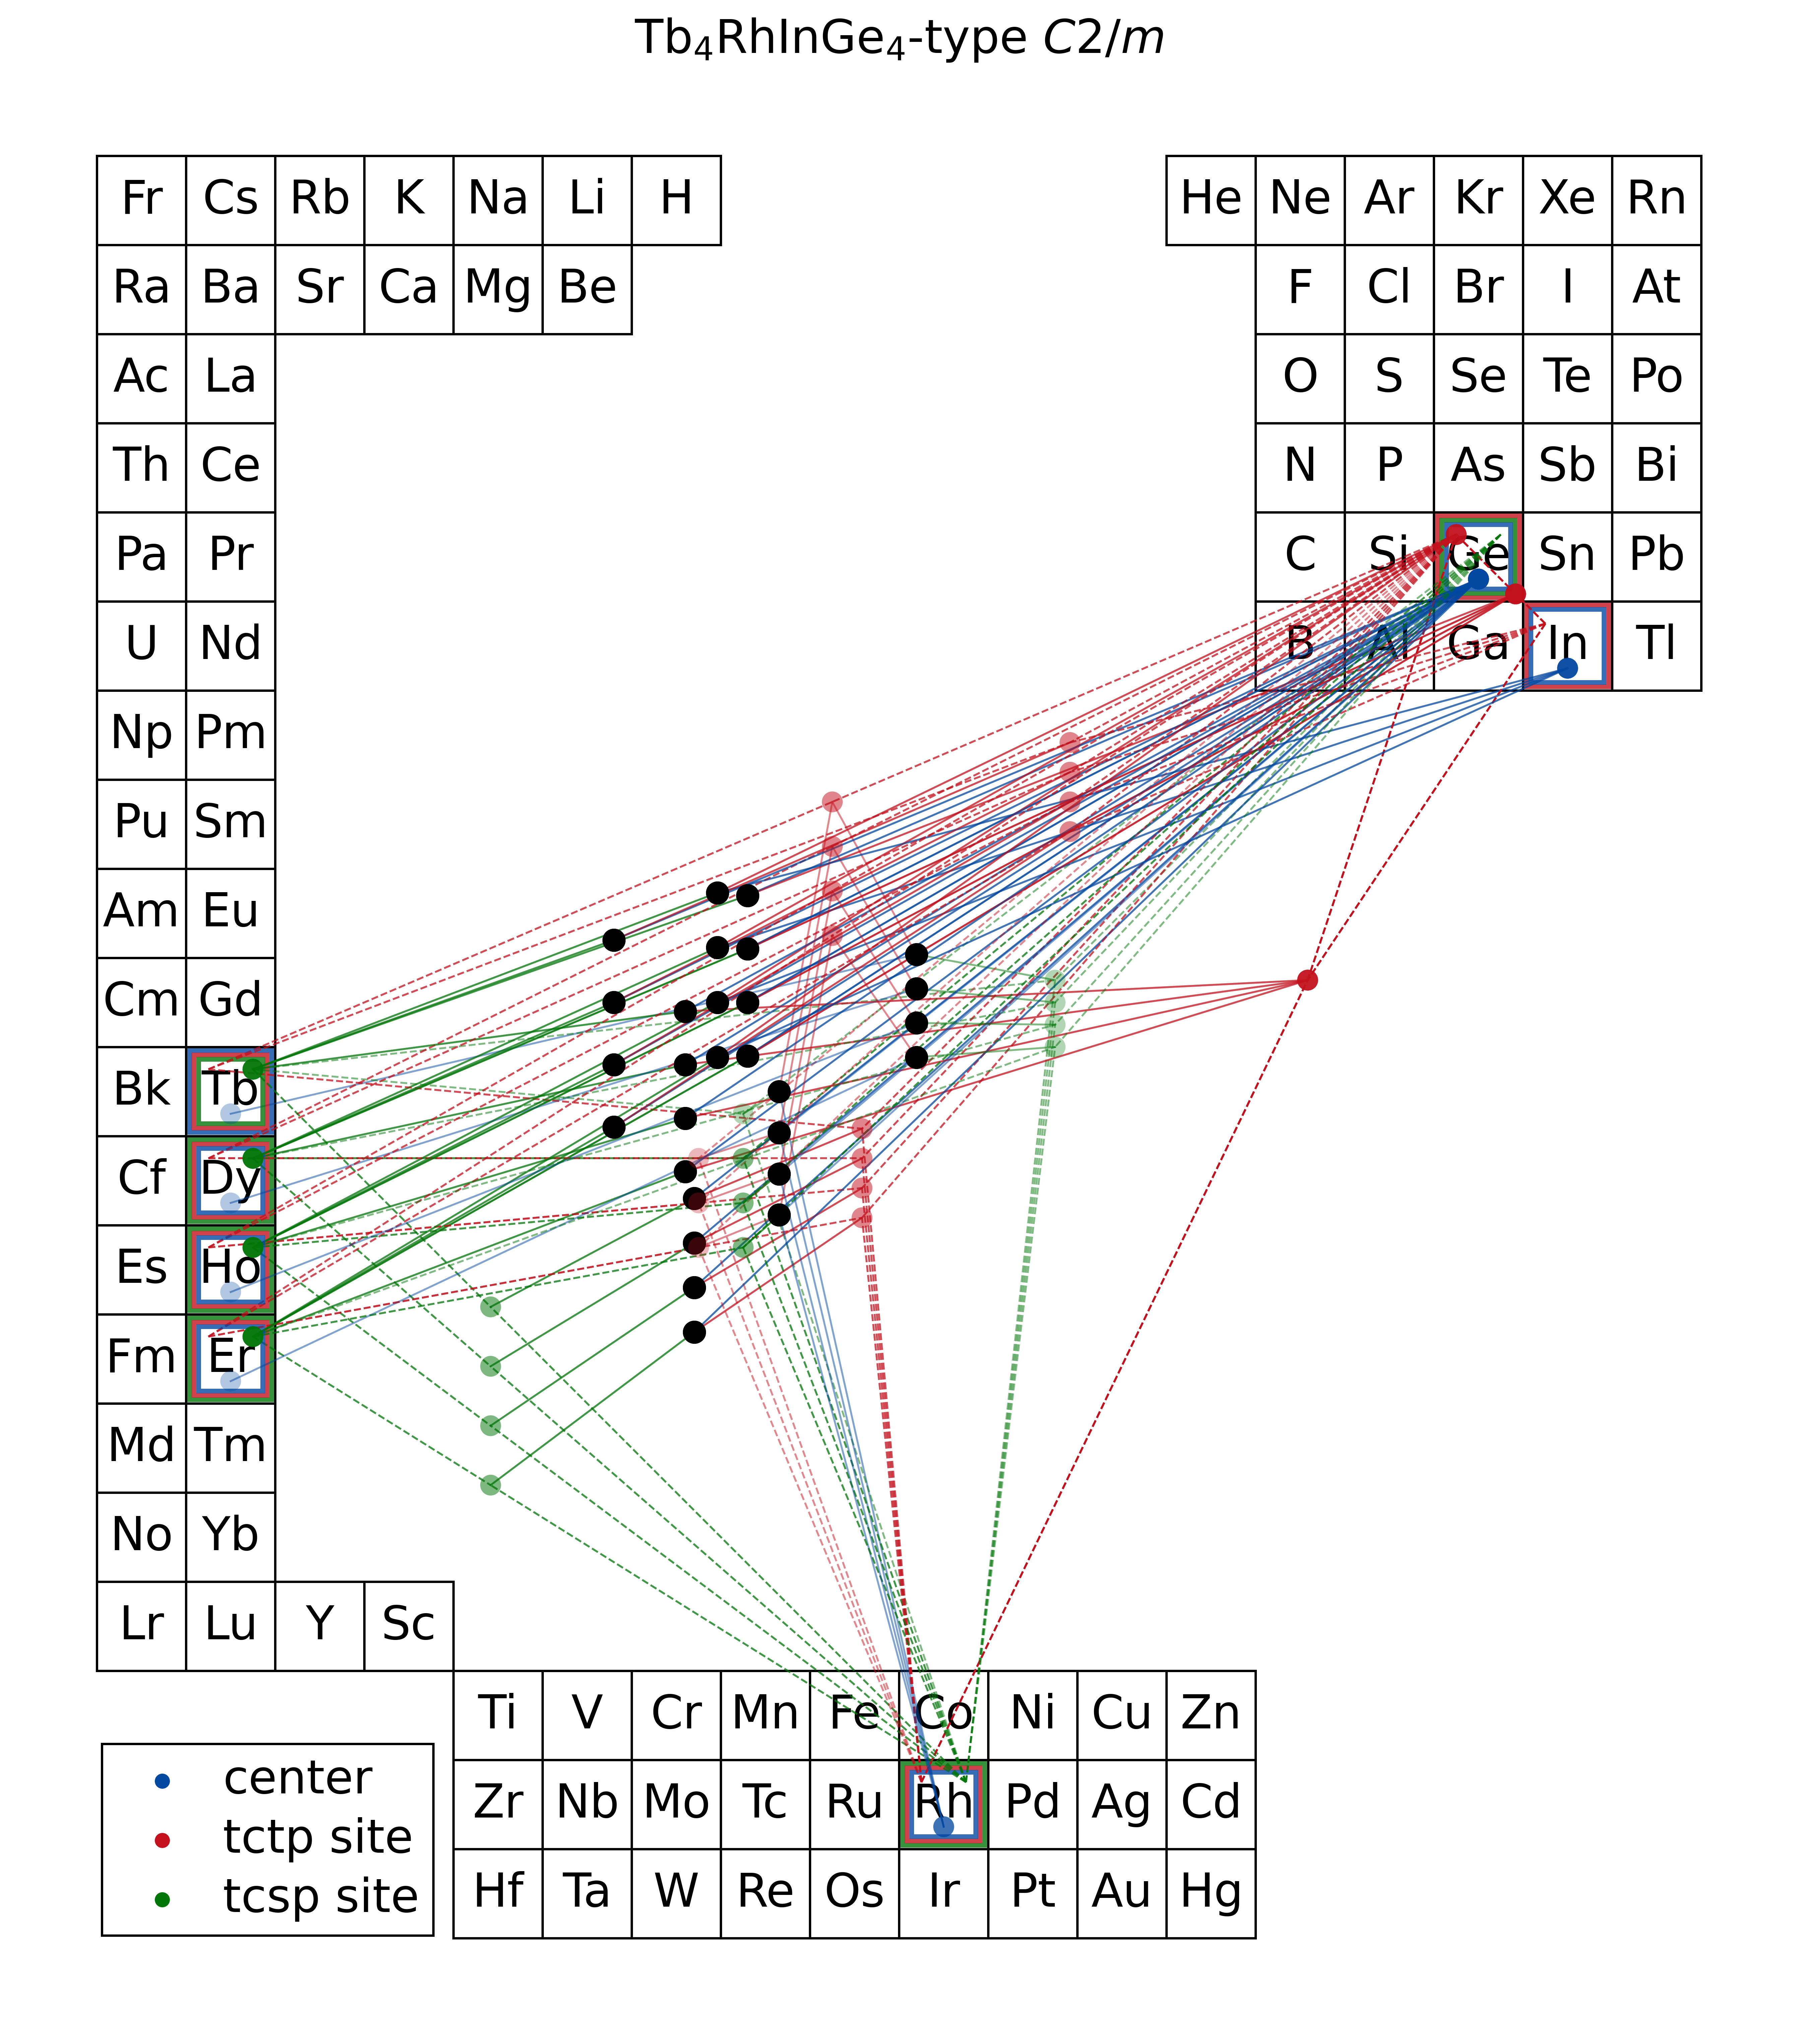 Tb₄RhInGe₄-type C2/m
Fr Cs Rb K Na Li H He Ne Ar Kr Xe Rn
Ra Ba Sr Ca Mg Be F Cl Br I At
Ac La O S Se Te Po
Th Ce N P As Sb Bi
Pa Pr C Si Ge Sn Pb
U Nd B Al Ga In Tl
Np Pm
Pu Sm
Am Eu
Cm Gd
Bk Tb
Cf Dy
Es Ho
Fm Er
Md Tm
No Yb
Lr Lu Y Sc
Ti V Cr Mn Fe Co Ni Cu Zn
Zr Nb Mo Tc Ru Rh Pd Ag Cd
Hf Ta W Re Os Ir Pt Au Hg
center
tctp site
tcsp site